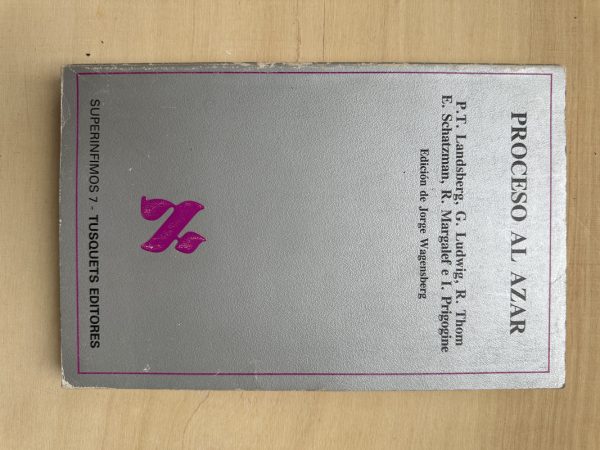 PROCESO AL AZAR
P.T. Landsberg, G. Ludwig, R. Thom
E. Schatzman, R. Margalef e I. Prigogine
Edición de Jorge Wagensberg
SUPERINFIMOS 7 - TUSQUETS EDITORES